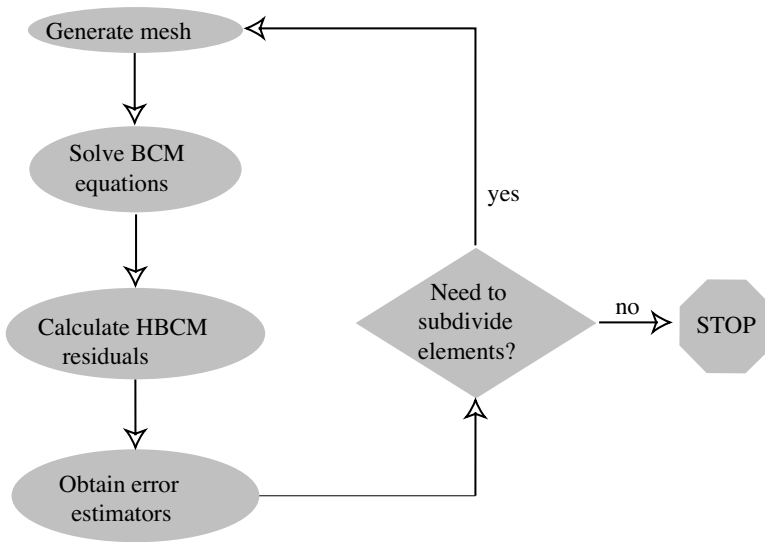 Generate mesh
Solve BCM
equations
Calculate HBCM
residuals
Obtain error
estimators
Need to
subdivide
elements?
yes
no
STOP